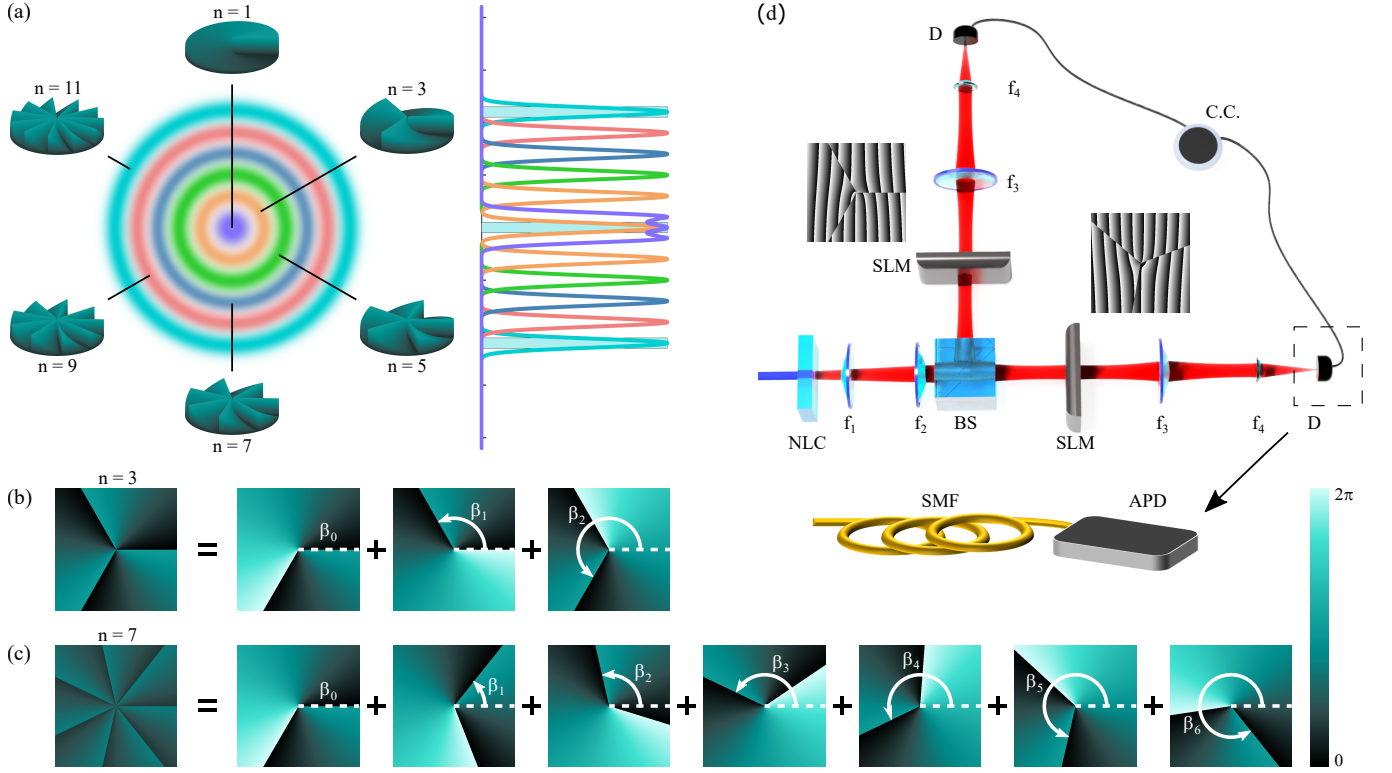 (a)
n = 1
n = 11
n = 3
n = 9
n = 5
n = 7
(d)
D
f₄
C.C.
f₃
SLM
NLC
f₁
f₂
BS
SLM
f₃
f₄
D
SMF
APD
2π
0
(b)
n = 3
=
β₀
+
β₁
+
β₂
(c)
n = 7
=
β₀
+
β₁
+
β₂
+
β₃
+
β₄
+
β₅
+
β₆